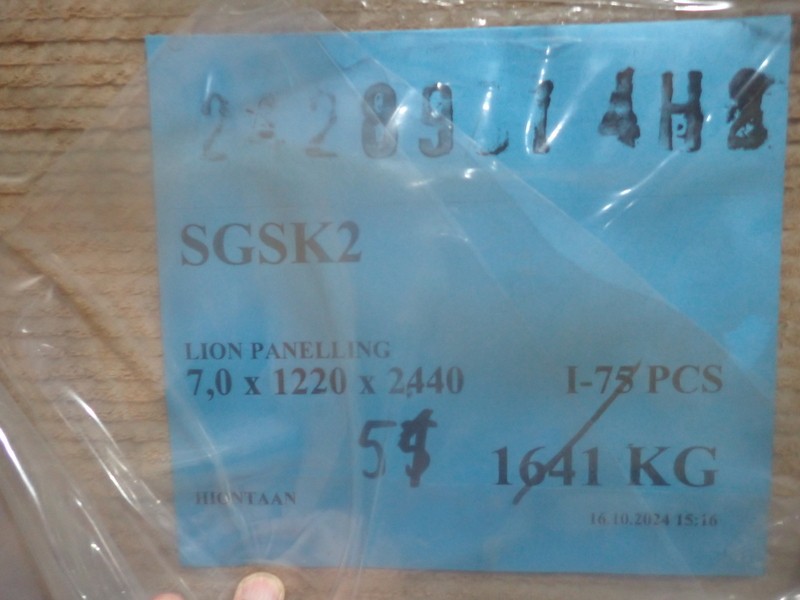 SGSK2
LION PANELLING
7,0 x 1220 x 2440
I-75 PCS
1641 KG
HIONTAAN
16.10.2024 15:16